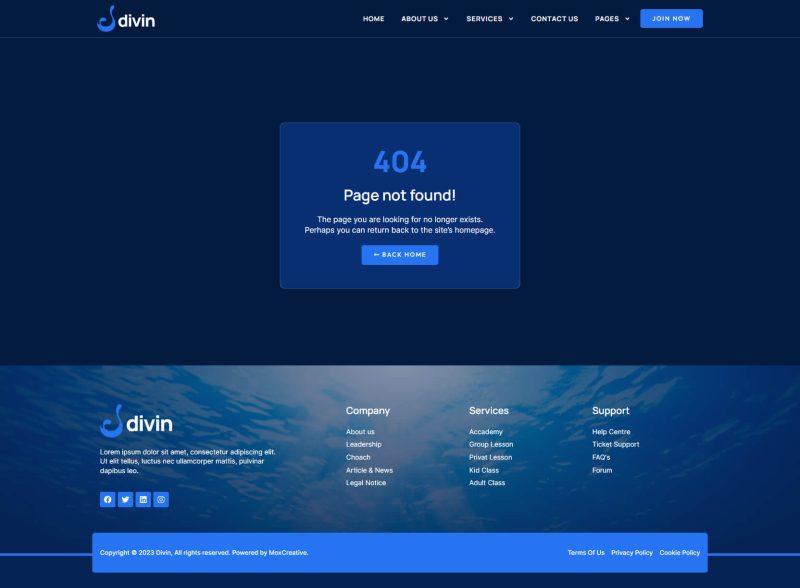 divin
HOME ABOUT US SERVICES CONTACT US PAGES JOIN NOW
404
Page not found!
The page you are looking for no longer exists.
Perhaps you can return back to the site's homepage.
← BACK HOME
divin
Lorem ipsum dolor sit amet, consectetur adipiscing elit.
Ut elit tellus, luctus nec ullamcorper mattis, pulvinar
dapibus leo.
Company
About us
Leadership
Choach
Article & News
Legal Notice
Services
Accademy
Group Lesson
Privat Lesson
Kid Class
Adult Class
Support
Help Centre
Ticket Support
FAQ's
Forum
Copyright © 2023 Divin, All rights reserved. Powered by MoxCreative.
Terms Of Us Privacy Policy Cookie Policy